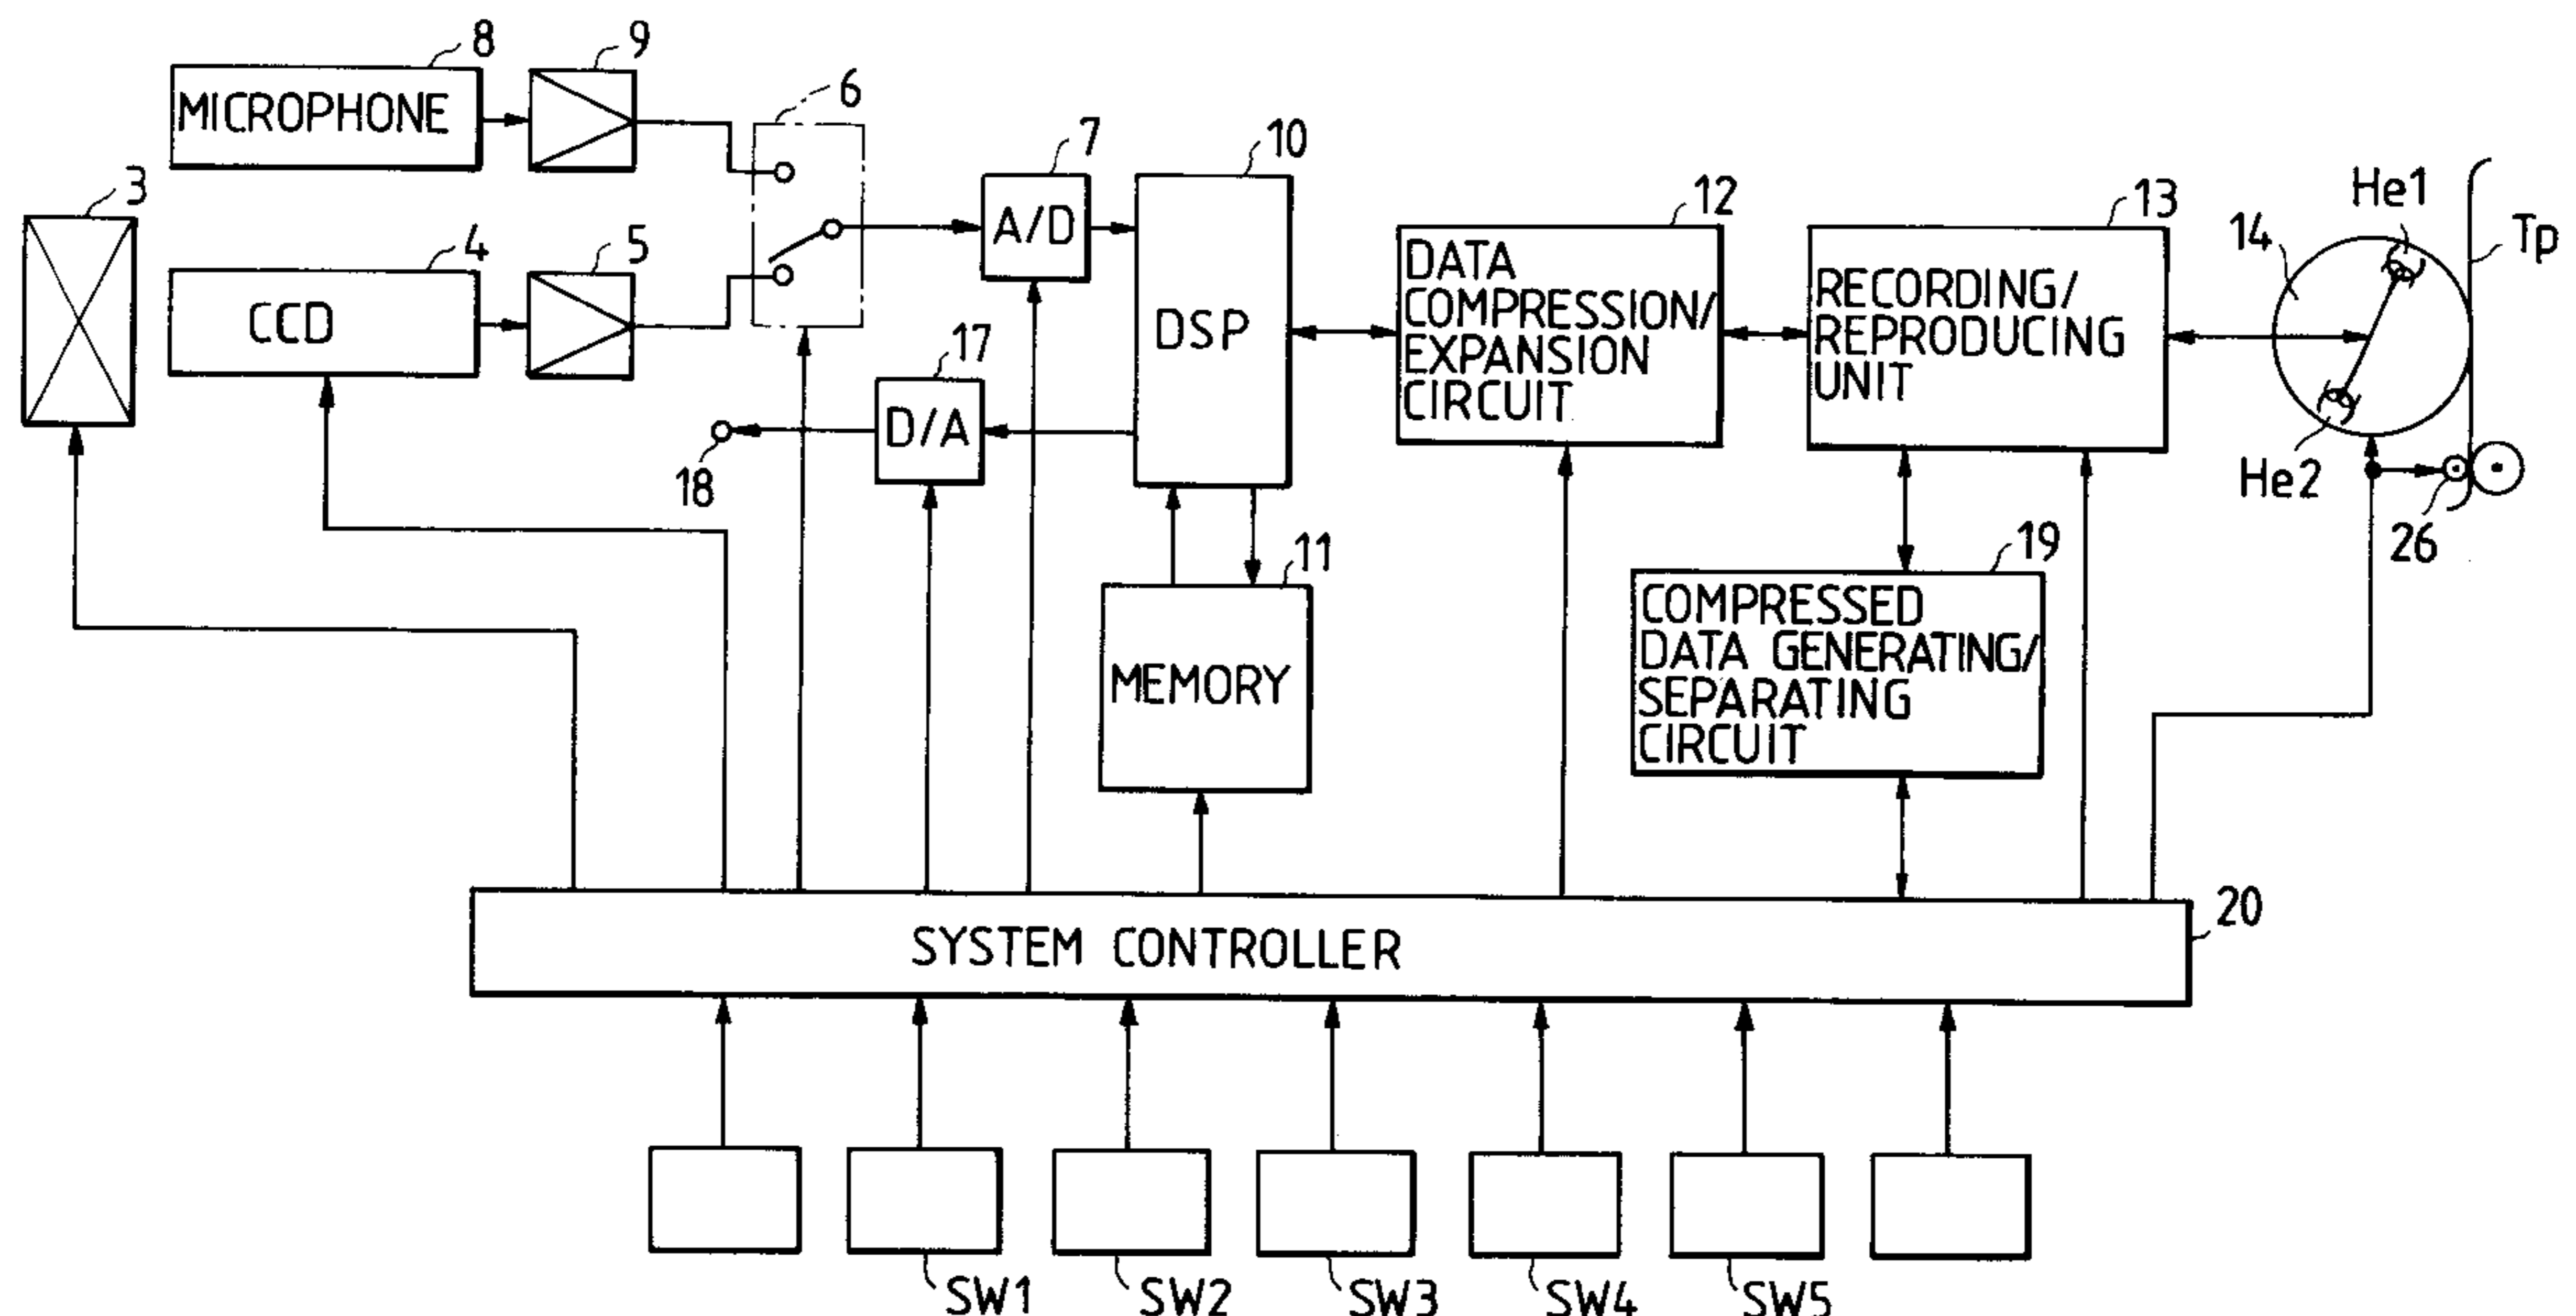 8
9
MICROPHONE
6
3
4
5
CCD
7
A/D
10
DSP
17
D/A
18
12
DATA
COMPRESSION/
EXPANSION
CIRCUIT
13
RECORDING/
REPRODUCING
UNIT
14
He1
Tp
He2
26
11
MEMORY
19
COMPRESSED
DATA GENERATING/
SEPARATING
CIRCUIT
20
SYSTEM CONTROLLER
SW1
SW2
SW3
SW4
SW5